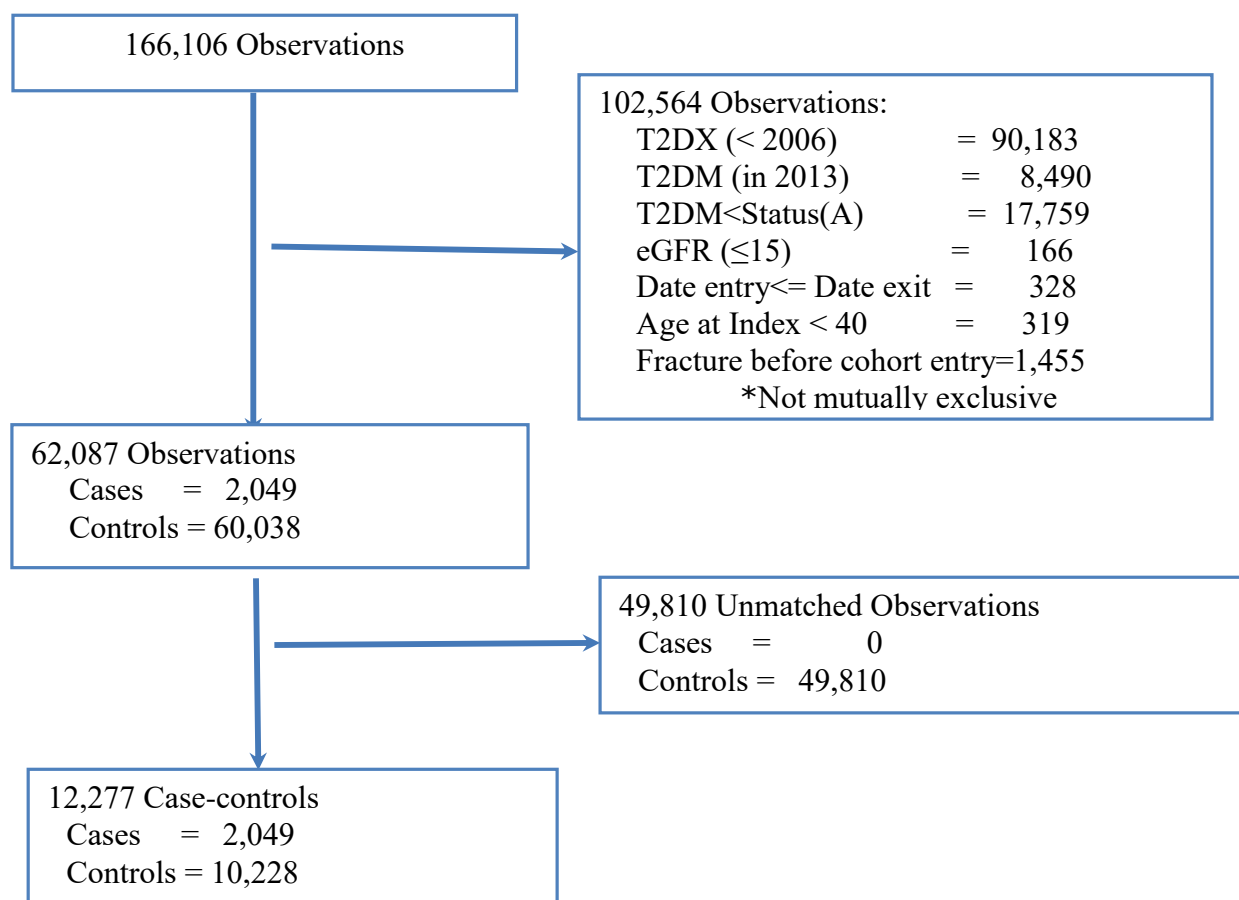 166,106 Observations
102,564 Observations:
T2DX (< 2006) = 90,183
T2DM (in 2013) = 8,490
T2DM<Status(A) = 17,759
eGFR (≤15) = 166
Date entry<= Date exit = 328
Age at Index < 40 = 319
Fracture before cohort entry=1,455
*Not mutually exclusive
62,087 Observations
Cases = 2,049
Controls = 60,038
49,810 Unmatched Observations
Cases = 0
Controls = 49,810
12,277 Case-controls
Cases = 2,049
Controls = 10,228